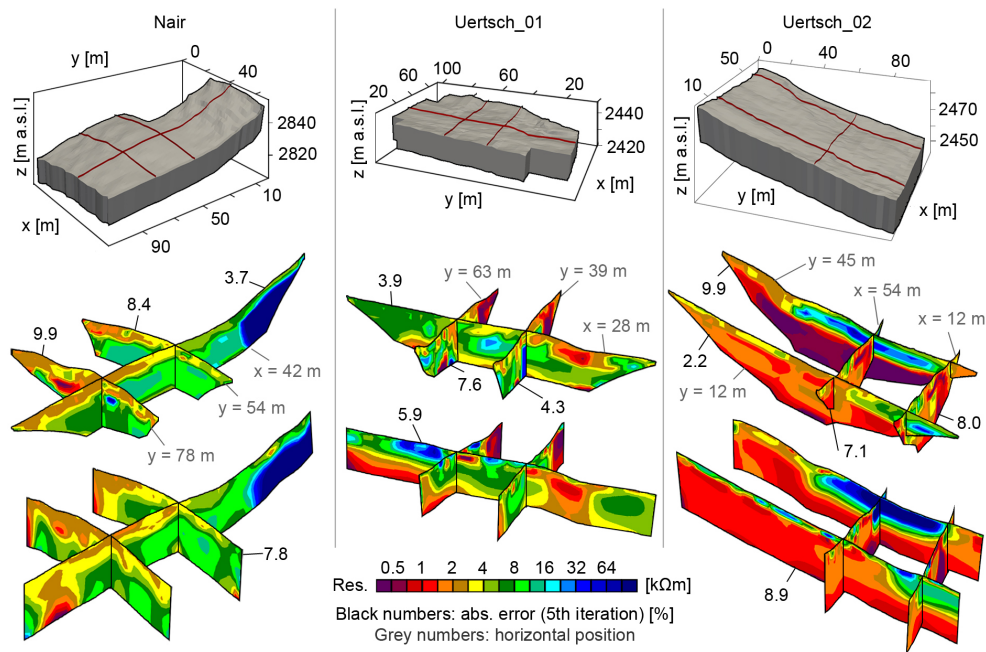 Nair
Uertsch_01
Uertsch_02
y [m]
0
40
z [m a.s.l.]
2840
2820
x [m]
10
50
90
20
60
100
60
20
z [m a.s.l.]
2440
2420
y [m]
x [m]
10
50
0
40
80
z [m a.s.l.]
2470
2450
y [m]
x [m]
3.7
8.4
9.9
x = 42 m
y = 54 m
y = 78 m
7.8
3.9
y = 63 m
y = 39 m
x = 28 m
7.6
4.3
5.9
9.9
y = 45 m
x = 54 m
x = 12 m
2.2
y = 12 m
8.0
7.1
8.9
Res. 0.5 1 2 4 8 16 32 64 [kΩm]
Black numbers: abs. error (5th iteration) [%]
Grey numbers: horizontal position